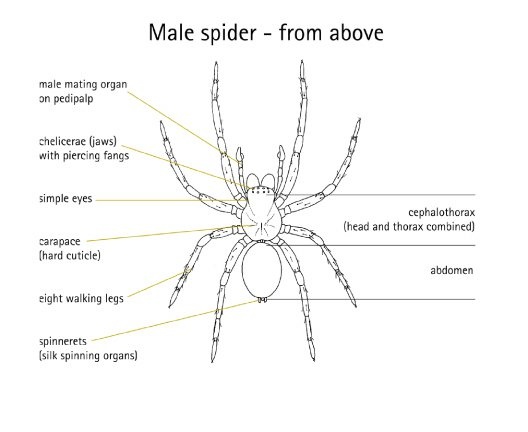 Male spider - from above
male mating organ
on pedipalp
chelicerae (jaws)
with piercing fangs
simple eyes
carapace
(hard cuticle)
eight walking legs
spinnerets
(silk spinning organs)
cephalothorax
(head and thorax combined)
abdomen